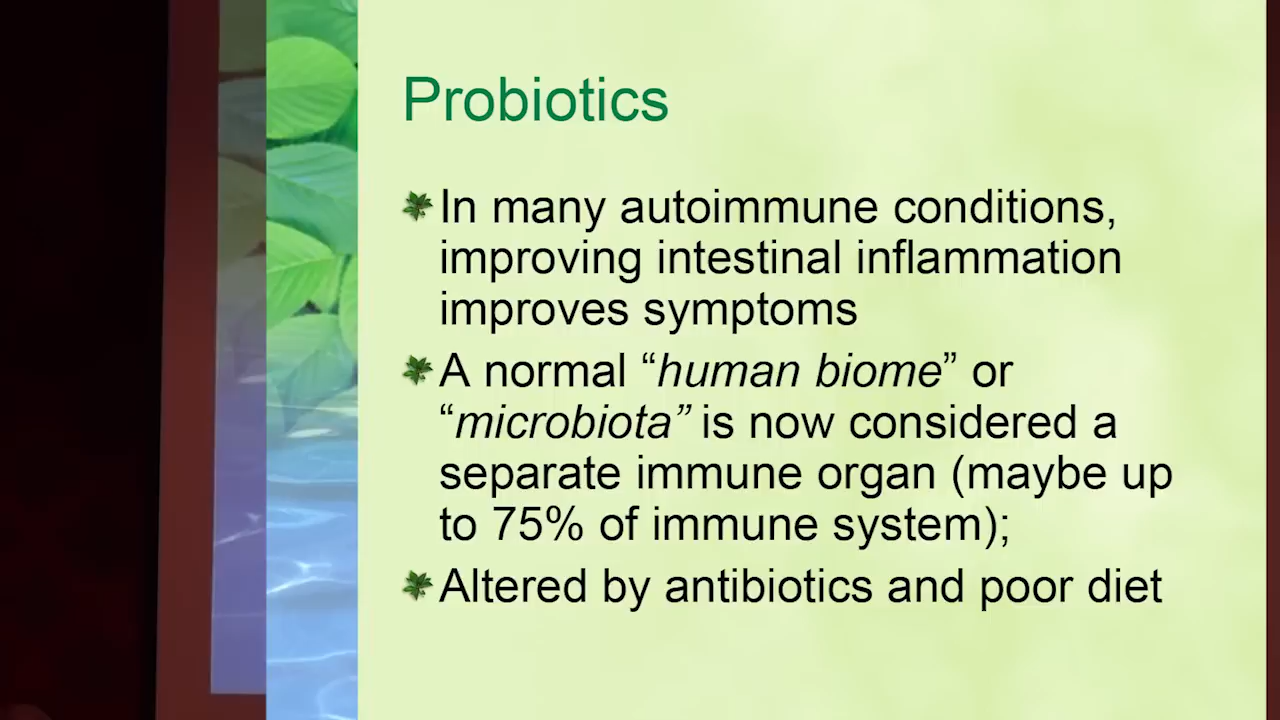 Probiotics
In many autoimmune conditions,
improving intestinal inflammation
improves symptoms
A normal “human biome” or
“microbiota” is now considered a
separate immune organ (maybe up
to 75% of immune system);
Altered by antibiotics and poor diet